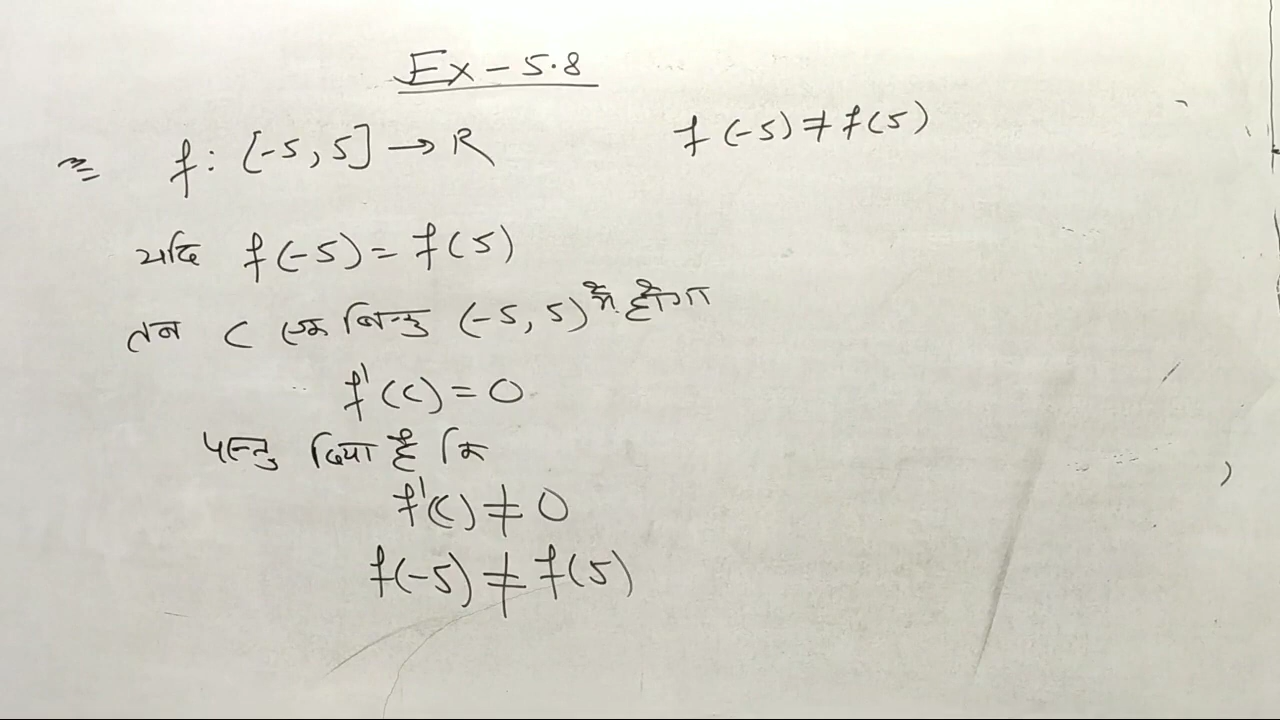 Ex - 5.8
f: [-5, 5] → R
f(-5) ≠ f(5)
यदि f(-5) = f(5)
तब C एक बिन्दु (-5, 5) में होगा
f'(c) = 0
परन्तु दिया है कि
f'(c) ≠ 0
f(-5) ≠ f(5)